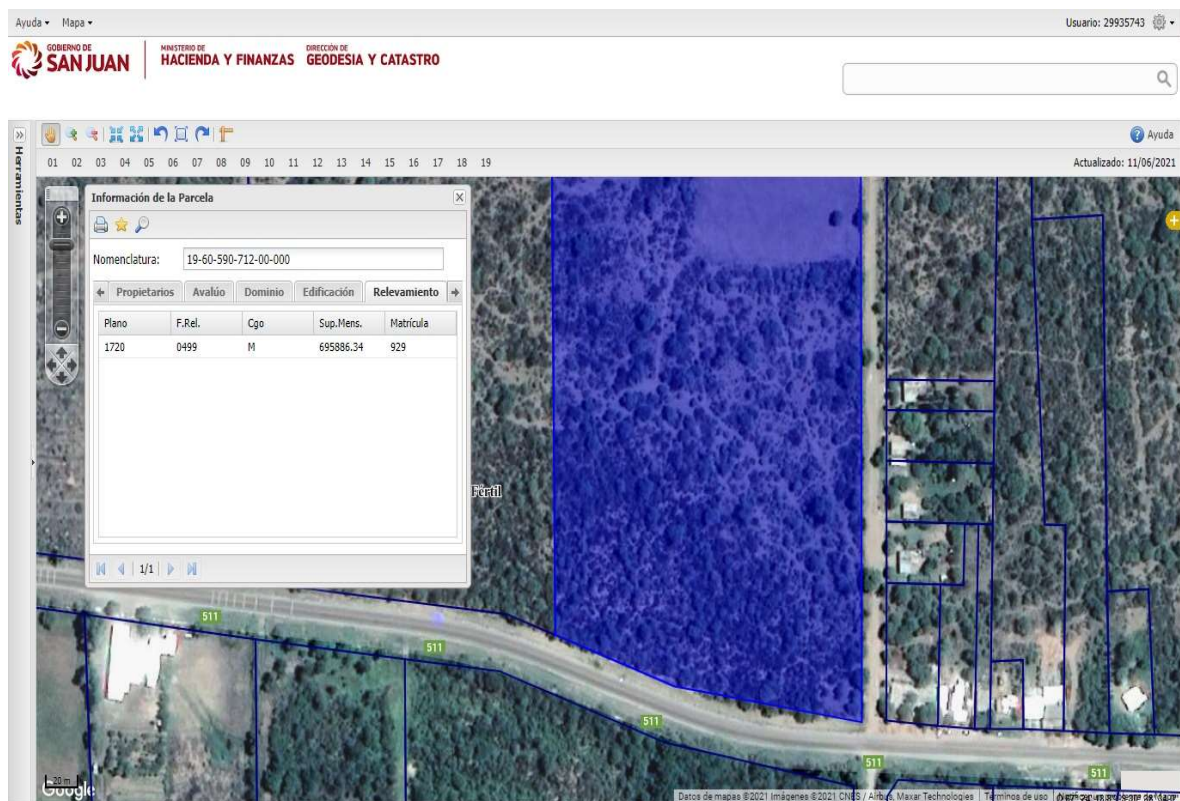 Ayuda Mapa Usuario: 29935743
GOBIERNO DE
SAN JUAN
MINISTERIO DE
HACIENDA Y FINANZAS
DIRECCIÓN DE
GEODESIA Y CATASTRO
Ayuda
Herramientas
01 02 03 04 05 06 07 08 09 10 11 12 13 14 15 16 17 18 19 Actualizado: 11/06/2021
Información de la Parcela
Nomenclatura: 19-60-590-712-00-000
Propietarios Avalúo Dominio Edificación Relevamiento
Plano F.Rel. Cgo Sup.Mens. Matrícula
1720 0499 M 695886.34 929
Fértil
1/1
511
511
511
511
511
20 m
Google
Datos de mapas ©2021 Imágenes ©2021 CNES / Airbus, Maxar Technologies Términos de uso